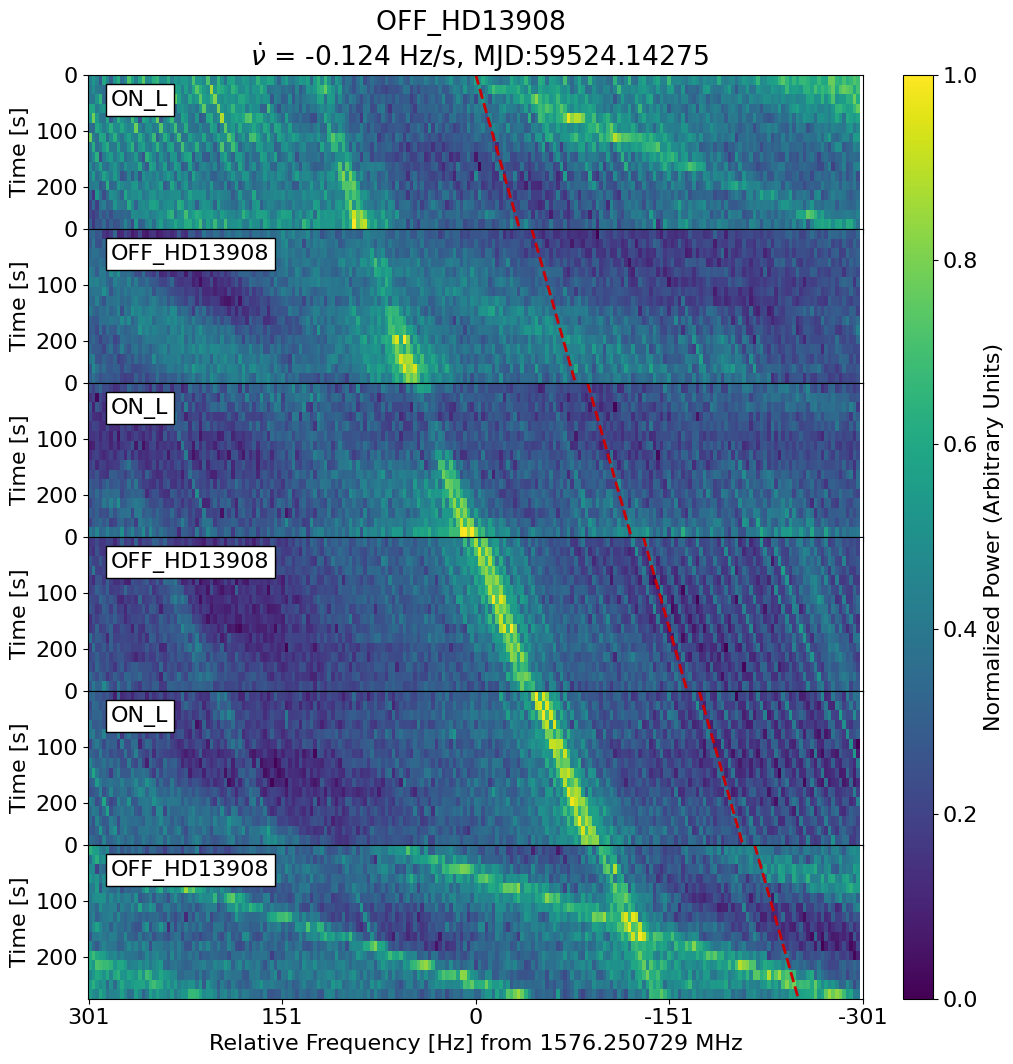 OFF_HD13908
ν̇ = -0.124 Hz/s, MJD:59524.14275
ON_L
OFF_HD13908
ON_L
OFF_HD13908
ON_L
OFF_HD13908
Time [s]
0
100
200
Time [s]
0
100
200
Time [s]
0
100
200
Time [s]
0
100
200
Time [s]
0
100
200
Time [s]
0
100
200
301
151
0
-151
-301
Relative Frequency [Hz] from 1576.250729 MHz
1.0
0.8
0.6
0.4
0.2
0.0
Normalized Power (Arbitrary Units)